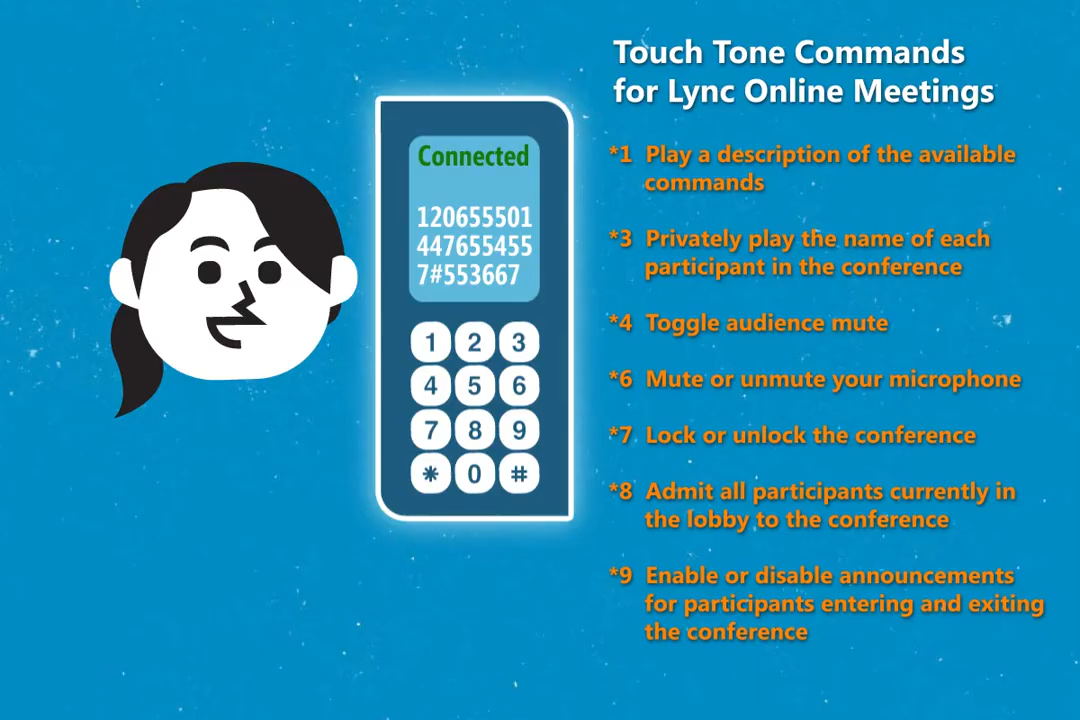 Touch Tone Commands
for Lync Online Meetings
Connected
120655501
447655455
7#553667
1 2 3
4 5 6
7 8 9
* 0 #
*1 Play a description of the available
commands
*3 Privately play the name of each
participant in the conference
*4 Toggle audience mute
*6 Mute or unmute your microphone
*7 Lock or unlock the conference
*8 Admit all participants currently in
the lobby to the conference
*9 Enable or disable announcements
for participants entering and exiting
the conference